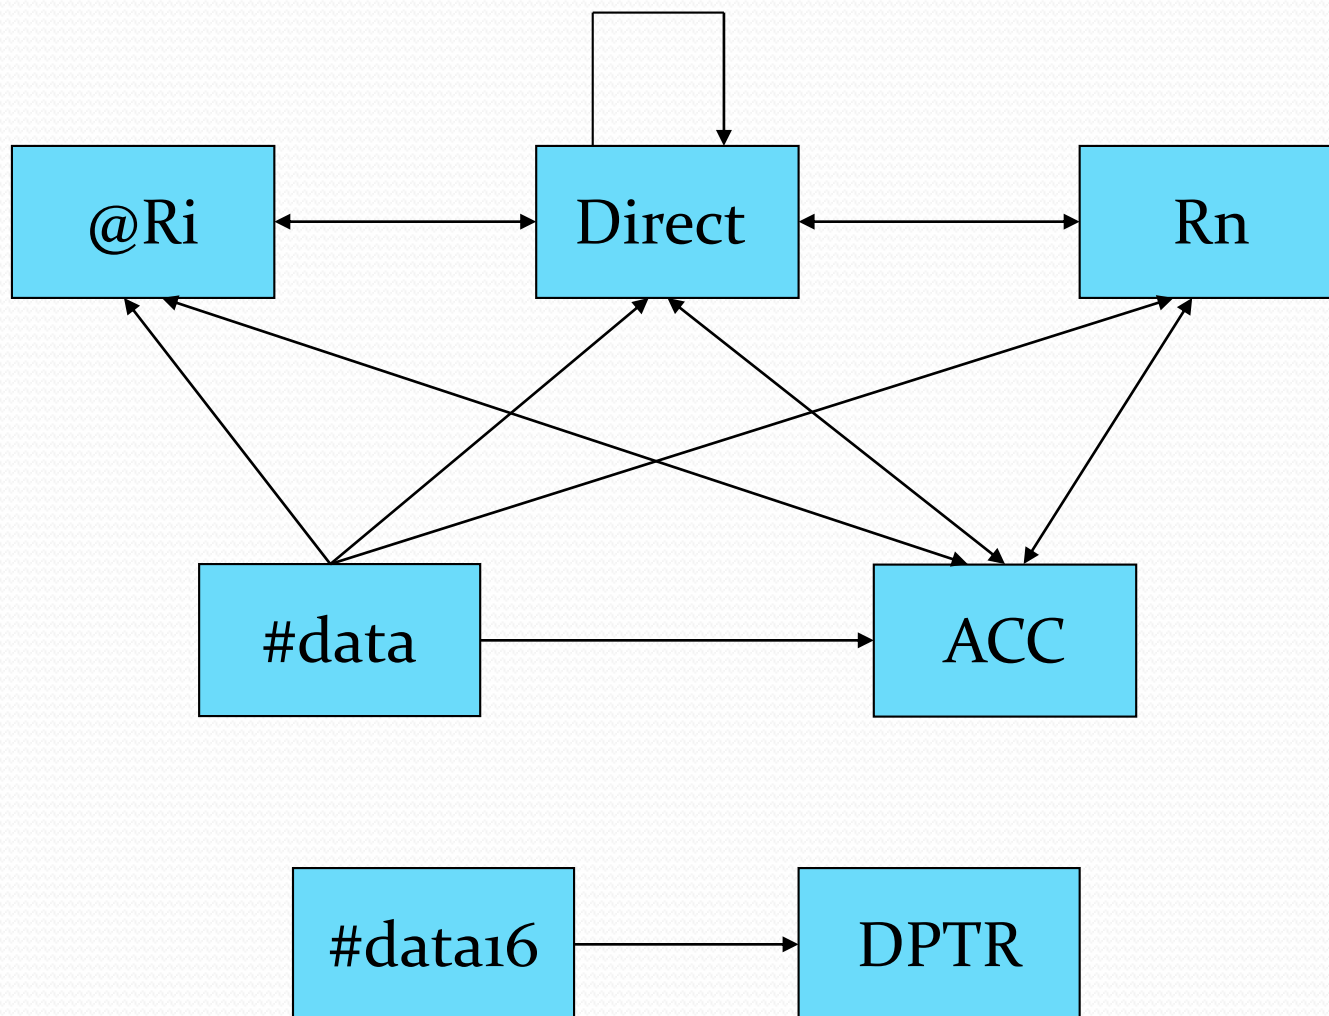 @Ri
Direct
Rn
#data
ACC
#data16
DPTR